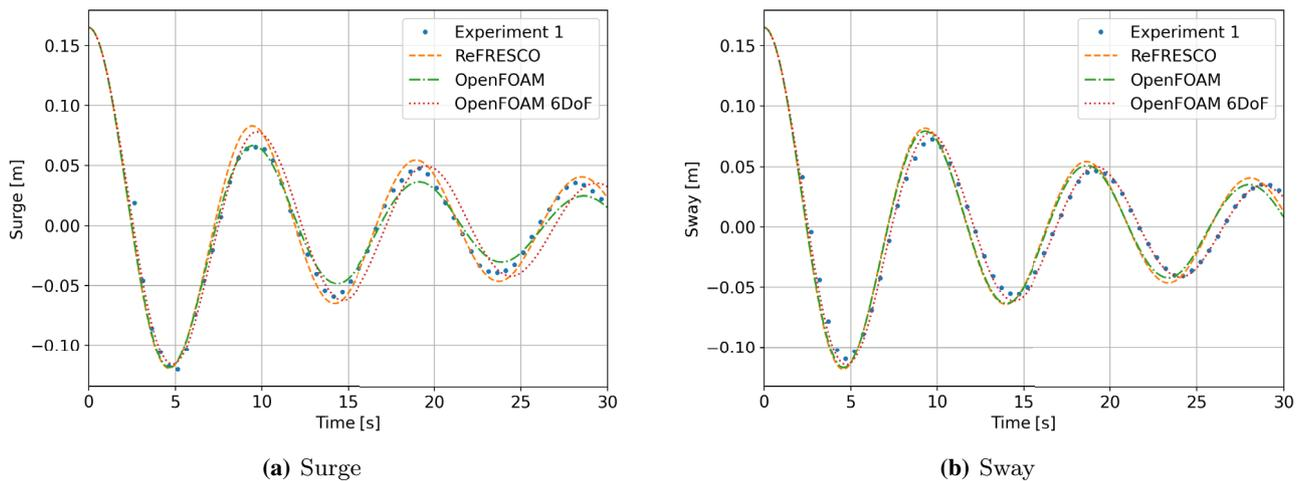 0.15
0.10
0.05
0.00
−0.05
−0.10
Surge [m]
Experiment 1
ReFRESCO
OpenFOAM
OpenFOAM 6DoF
0 5 10 15 20 25 30
Time [s]
(a) Surge
0.15
0.10
0.05
0.00
−0.05
−0.10
Sway [m]
Experiment 1
ReFRESCO
OpenFOAM
OpenFOAM 6DoF
0 5 10 15 20 25 30
Time [s]
(b) Sway